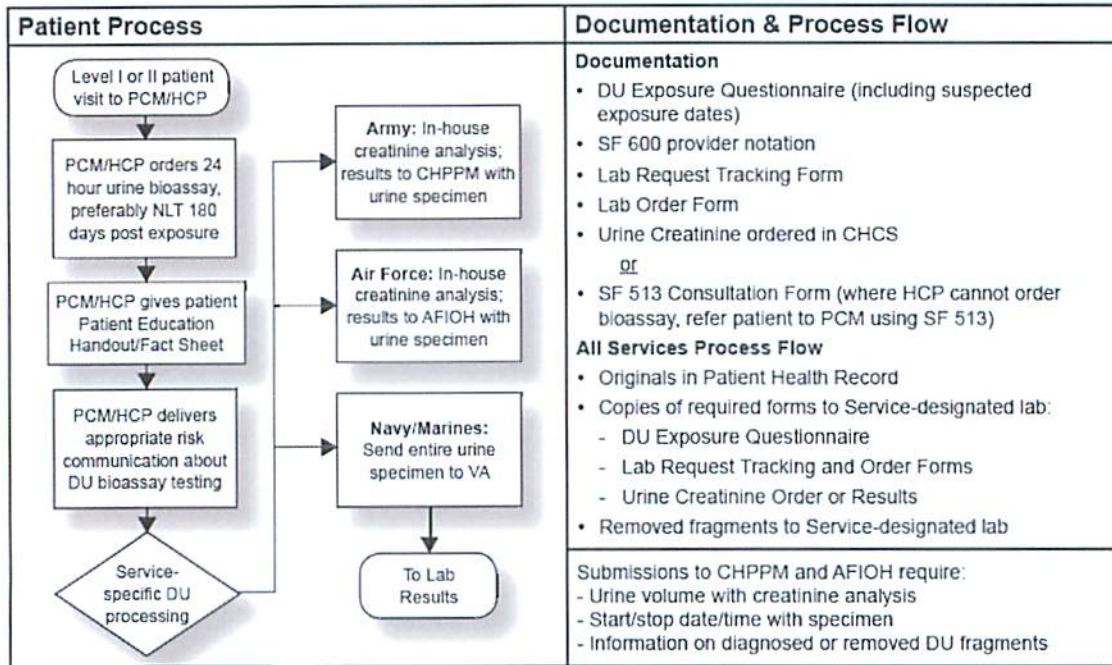 Patient Process
Level I or II patient
visit to PCM/HCP
PCM/HCP orders 24
hour urine bioassay,
preferably NLT 180
days post exposure
PCM/HCP gives patient
Patient Education
Handout/Fact Sheet
PCM/HCP delivers
appropriate risk
communication about
DU bioassay testing
Service-
specific DU
processing
Army: In-house
creatinine analysis;
results to CHPPM with
urine specimen
Air Force: In-house
creatinine analysis;
results to AFIOH with
urine specimen
Navy/Marines:
Send entire urine
specimen to VA
To Lab
Results
Documentation & Process Flow
Documentation
• DU Exposure Questionnaire (including suspected
exposure dates)
• SF 600 provider notation
• Lab Request Tracking Form
• Lab Order Form
• Urine Creatinine ordered in CHCS
or
• SF 513 Consultation Form (where HCP cannot order
bioassay, refer patient to PCM using SF 513)
All Services Process Flow
• Originals in Patient Health Record
• Copies of required forms to Service-designated lab:
- DU Exposure Questionnaire
- Lab Request Tracking and Order Forms
- Urine Creatinine Order or Results
• Removed fragments to Service-designated lab
Submissions to CHPPM and AFIOH require:
- Urine volume with creatinine analysis
- Start/stop date/time with specimen
- Information on diagnosed or removed DU fragments